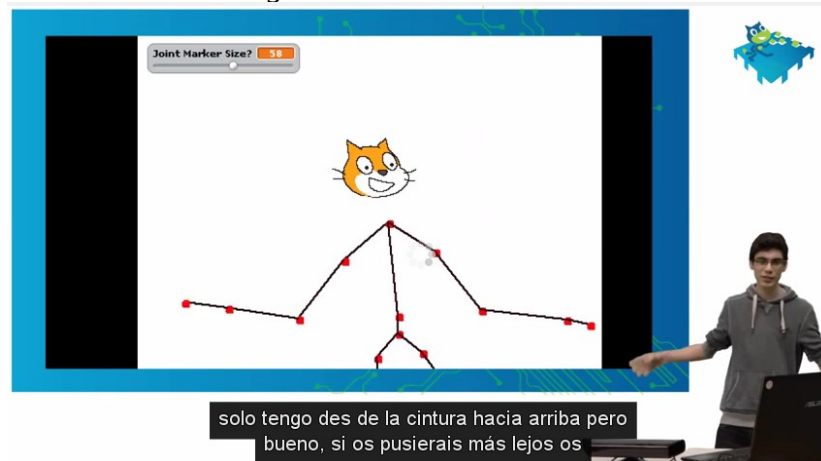 Joint Marker Size? 58
solo tengo des de la cintura hacia arriba pero
bueno, si os pusierais más lejos os
ASUS